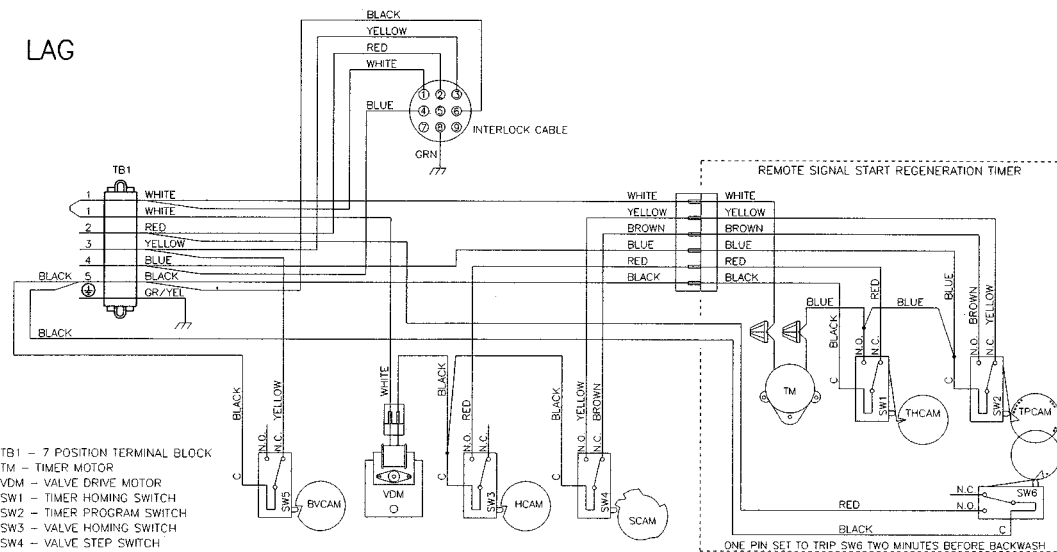 LAG
BLACK
YELLOW
RED
WHITE
BLUE
1 2 3
4 5 6
7 8 9
INTERLOCK CABLE
GRN
TB1
1 WHITE
1 WHITE
2 RED
3 YELLOW
4 BLUE
BLACK 5 BLACK
GR/YEL
BLACK
REMOTE SIGNAL START REGENERATION TIMER
WHITE WHITE
YELLOW YELLOW
BROWN BROWN
BLUE BLUE
RED RED
BLACK BLACK
BLUE
BLACK
RED
BLUE
BLUE
BROWN
YELLOW
N.O.
N.C.
C
SW1
THCAM
N.O.
N.C.
C
SW2
TPCAM
TM
BLACK
YELLOW
N.O.
N.C.
C
SW5
BVCAM
WHITE
VDM
BLACK
RED
N.O.
N.C.
C
SW3
HCAM
BLACK
YELLOW
BROWN
N.O.
N.C.
C
SW4
SCAM
N.C.
N.O.
SW6
C
RED
BLACK
ONE PIN SET TO TRIP SW6 TWO MINUTES BEFORE BACKWASH
TB1 – 7 POSITION TERMINAL BLOCK
TM – TIMER MOTOR
VDM – VALVE DRIVE MOTOR
SW1 – TIMER HOMING SWITCH
SW2 – TIMER PROGRAM SWITCH
SW3 – VALVE HOMING SWITCH
SW4 – VALVE STEP SWITCH